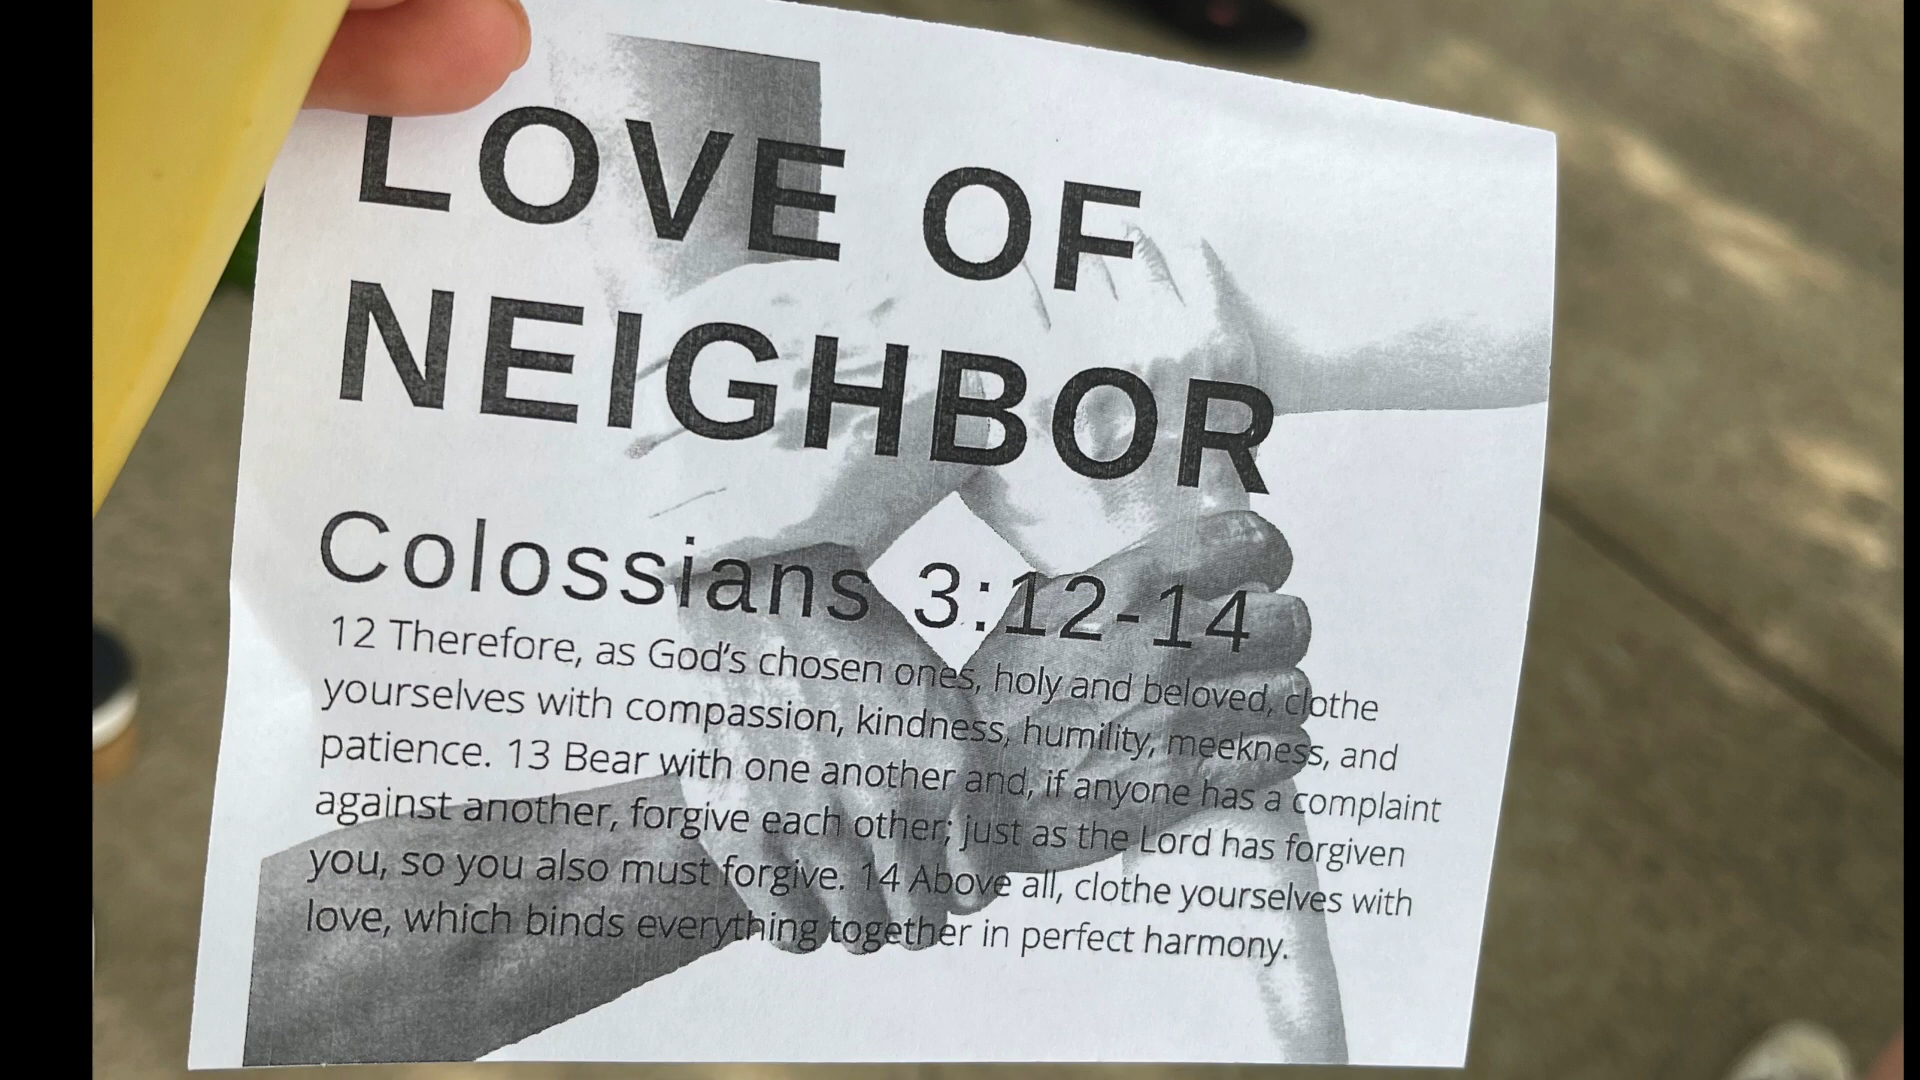 LOVE OF
NEIGHBOR
Colossians 3:12-14
12 Therefore, as God's chosen ones, holy and beloved, clothe
yourselves with compassion, kindness, humility, meekness, and
patience. 13 Bear with one another and, if anyone has a complaint
against another, forgive each other; just as the Lord has forgiven
you, so you also must forgive. 14 Above all, clothe yourselves with
love, which binds everything together in perfect harmony.